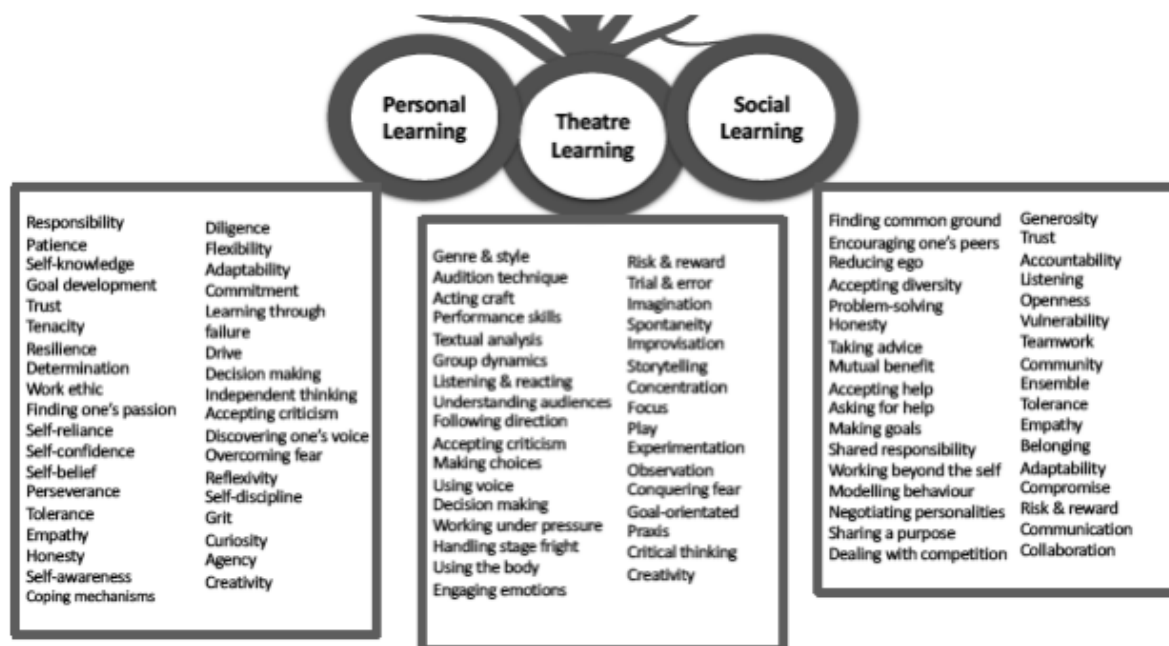 Personal
Learning
Theatre
Learning
Social
Learning
Responsibility
Patience
Self-knowledge
Goal development
Trust
Tenacity
Resilience
Determination
Work ethic
Finding one's passion
Self-reliance
Self-confidence
Self-belief
Perseverance
Tolerance
Empathy
Honesty
Self-awareness
Coping mechanisms
Diligence
Flexibility
Adaptability
Commitment
Learning through
failure
Drive
Decision making
Independent thinking
Accepting criticism
Discovering one's voice
Overcoming fear
Reflexivity
Self-discipline
Grit
Curiosity
Agency
Creativity
Genre & style
Audition technique
Acting craft
Performance skills
Textual analysis
Group dynamics
Listening & reacting
Understanding audiences
Following direction
Accepting criticism
Making choices
Using voice
Decision making
Working under pressure
Handling stage fright
Using the body
Engaging emotions
Risk & reward
Trial & error
Imagination
Spontaneity
Improvisation
Storytelling
Concentration
Focus
Play
Experimentation
Observation
Conquering fear
Goal-orientated
Praxis
Critical thinking
Creativity
Finding common ground
Encouraging one's peers
Reducing ego
Accepting diversity
Problem-solving
Honesty
Taking advice
Mutual benefit
Accepting help
Asking for help
Making goals
Shared responsibility
Working beyond the self
Modelling behaviour
Negotiating personalities
Sharing a purpose
Dealing with competition
Generosity
Trust
Accountability
Listening
Openness
Vulnerability
Teamwork
Community
Ensemble
Tolerance
Empathy
Belonging
Adaptability
Compromise
Risk & reward
Communication
Collaboration